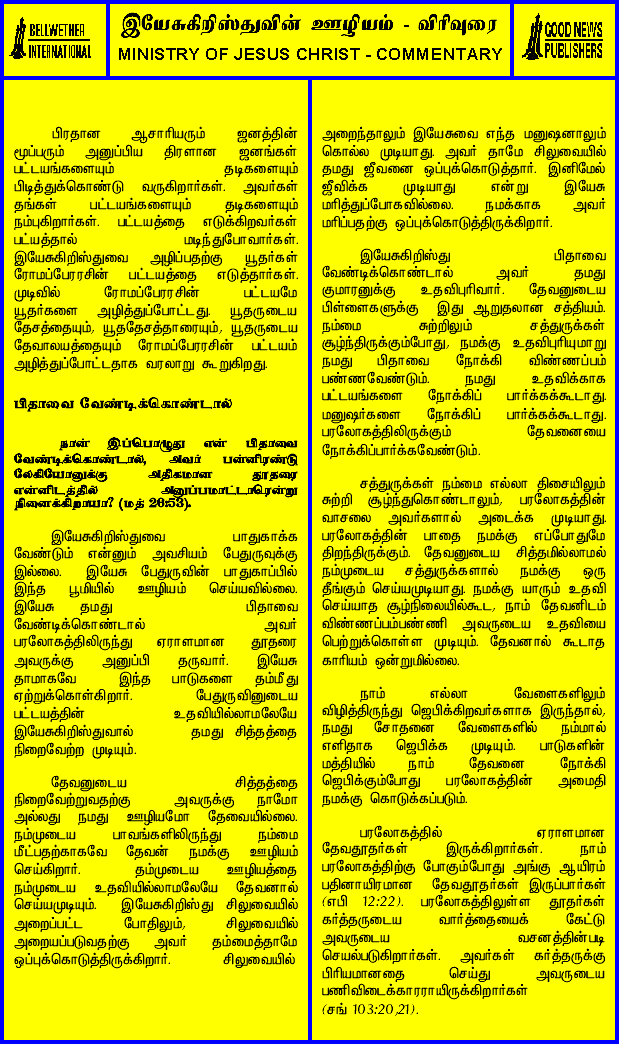 BELLWETHER
INTERNATIONAL
இயேசுகிறிஸ்துவின் ஊழியம் - விரிவுரை
MINISTRY OF JESUS CHRIST - COMMENTARY
GOOD NEWS
PUBLISHERS
பிரதான ஆசாரியரும் ஜனத்தின்
மூப்பரும் அனுப்பிய திரளான ஜனங்கள்
பட்டயங்களையும் தடிகளையும்
பிடித்துக்கொண்டு வருகிறார்கள். அவர்கள்
தங்கள் பட்டயங்களையும் தடிகளையும்
நம்புகிறார்கள். பட்டயத்தை எடுக்கிறவர்கள்
பட்யத்தால் மடிந்துபோவார்கள்.
இயேசுகிறிஸ்துவை அழிப்பதற்கு யூதர்கள்
ரோமப்பேரரசின் பட்டயத்தை எடுத்தார்கள்.
முடிவில் ரோமப்பேரரசின் பட்டயமே
யூதர்களை அழித்துப்போட்டது. யூதருடைய
தேசத்தையும், யூததேசத்தாரையும், யூதருடைய
தேவாலயத்தையும் ரோமப்பேரரசின் பட்டயம்
அழித்துப்போட்டதாக வரலாறு கூறுகிறது.
பிதாவை வேண்டிக்கொண்டால்
நான் இப்பொழுது என் பிதாவை
வேண்டிக்கொண்டால், அவர் பன்னிரண்டு
லேகியோனுக்கு அதிகமான தூதரை
என்னிடத்தில் அனுப்பமாட்டாரென்று
நினைக்கிறாயா? (மத் 26:53).
இயேசுகிறிஸ்துவை பாதுகாக்க
வேண்டும் என்னும் அவசியம் பேதுருவுக்கு
இல்லை. இயேசு பேதுருவின் பாதுகாப்பில்
இந்த பூமியில் ஊழியம் செய்யவில்லை.
இயேசு தமது பிதாவை
வேண்டிக்கொண்டால் அவர்
பரலோகத்திலிருந்து ஏராளமான தூதரை
அவருக்கு அனுப்பி தருவார். இயேசு
தாமாகவே இந்த பாடுகளை தம்மீது
ஏற்றுக்கொள்கிறார். பேதுருவினுடைய
பட்டயத்தின் உதவியில்லாமலேயே
இயேசுகிறிஸ்துவால் தமது சித்தத்தை
நிறைவேற்ற முடியும்.
தேவனுடைய சித்தத்தை
நிறைவேற்றுவதற்கு அவருக்கு நாமோ
அல்லது நமது ஊழியமோ தேவையில்லை.
நம்முடைய பாவங்களிலிருந்து நம்மை
மீட்பதற்காகவே தேவன் நமக்கு ஊழியம்
செய்கிறார். தம்முடைய ஊழியத்தை
நம்முடைய உதவியில்லாமலேயே தேவனால்
செய்யமுடியும். இயேசுகிறிஸ்து சிலுவையில்
அறைப்பட்ட போதிலும், சிலுவையில்
அறையப்படுவதற்கு அவர் தம்மைத்தாமே
ஒப்புக்கொடுத்திருக்கிறார். சிலுவையில்
அறைந்தாலும் இயேசுவை எந்த மனுஷனாலும்
கொல்ல முடியாது. அவர் தாமே சிலுவையில்
தமது ஜீவனை ஒப்புக்கொடுத்தார். இனிமேல்
ஜீவிக்க முடியாது என்று இயேசு
மரித்துப்போகவில்லை. நமக்காக அவர்
மரிப்பதற்கு ஒப்புக்கொடுத்திருக்கிறார்.
இயேசுகிறிஸ்து பிதாவை
வேண்டிக்கொண்டால் அவர் தமது
குமாரனுக்கு உதவிபுரிவார். தேவனுடைய
பிள்ளைகளுக்கு இது ஆறுதலான சத்தியம்.
நம்மை சுற்றிலும் சத்துருக்கள்
சூழ்ந்திருக்கும்போது, நமக்கு உதவிபுரியுமாறு
நமது பிதாவை நோக்கி விண்ணப்பம்
பண்ணவேண்டும். நமது உதவிக்காக
பட்டயங்களை நோக்கிப் பார்க்கக்கூடாது.
மனுஷர்களை நோக்கிப் பார்க்கக்கூடாது.
பரலோகத்திலிருக்கும் தேவனையை
நோக்கிப்பார்க்கவேண்டும்.
சத்துருக்கள் நம்மை எல்லா திசையிலும்
சுற்றி சூழ்ந்துகொண்டாலும், பரலோகத்தின்
வாசலை அவர்களால் அடைக்க முடியாது.
பரலோகத்தின் பாதை நமக்கு எப்போதுமே
திறந்திருக்கும். தேவனுடைய சித்தமில்லாமல்
நம்முடைய சத்துருக்களால் நமக்கு ஒரு
தீங்கும் செய்யமுடியாது. நமக்கு யாரும் உதவி
செய்யாத சூழ்நிலையில்கூட, நாம் தேவனிடம்
விண்ணப்பம்பண்ணி அவருடைய உதவியை
பெற்றுக்கொள்ள முடியும். தேவனால் கூடாத
காரியம் ஒன்றுமில்லை.
நாம் எல்லா வேளைகளிலும்
விழித்திருந்து ஜெபிக்கிறவர்களாக இருந்தால்,
நமது சோதனை வேளைகளில் நம்மால்
எளிதாக ஜெபிக்க முடியும். பாடுகளின்
மத்தியில் நாம் தேவனை நோக்கி
ஜெபிக்கும்போது பரலோகத்தின் அமைதி
நமக்கு கொடுக்கப்படும்.
பரலோகத்தில் ஏராளமான
தேவதூதர்கள் இருக்கிறார்கள். நாம்
பரலோகத்திற்கு போகும்போது அங்கு ஆயிரம்
பதினாயிரமான தேவதூதர்கள் இருப்பார்கள்
(எபி 12:22). பரலோகத்திலுள்ள தூதர்கள்
கர்த்தருடைய வார்த்தையைக் கேட்டு
அவருடைய வசனத்தின்படி
செயல்படுகிறார்கள். அவர்கள் கர்த்தருக்கு
பிரியமானதை செய்து அவருடைய
பணிவிடைக்காரராயிருக்கிறார்கள்
(சங் 103:20,21).